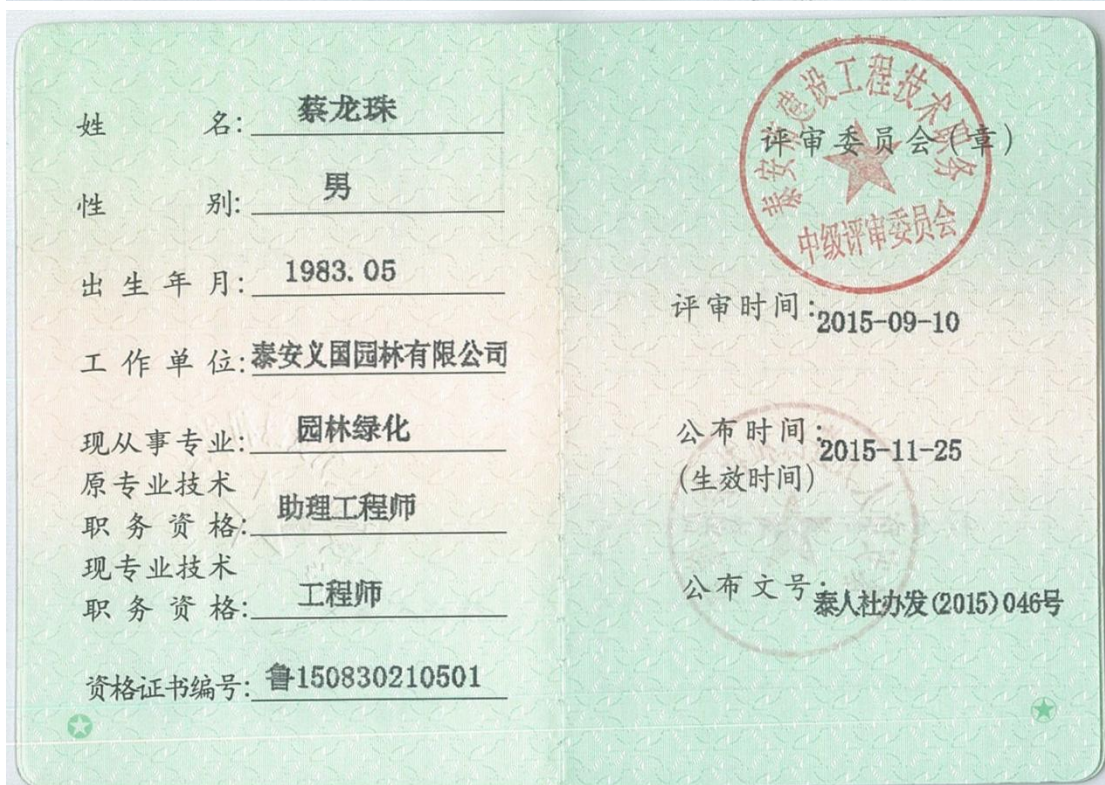 姓名:蔡龙珠
性别:男
出生年月:1983.05
工作单位:泰安义国园林有限公司
现从事专业:园林绿化
原专业技术
职务资格:助理工程师
现专业技术
职务资格:工程师
资格证书编号:鲁150830210501
泰安市建设工程技术职务
中级评审委员会
评审委员会(章)
评审时间:2015-09-10
公布时间:2015-11-25
(生效时间)
公布文号:泰人社办发(2015)046号